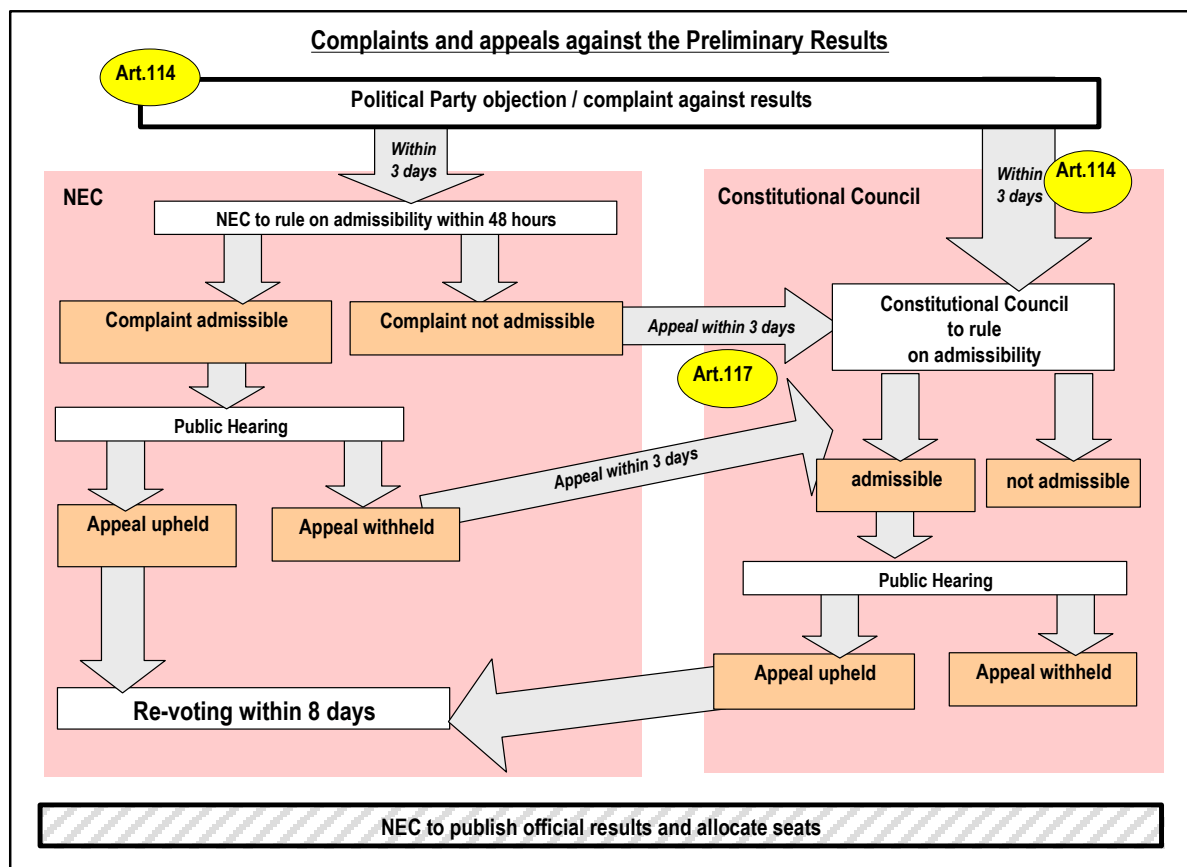 Complaints and appeals against the Preliminary Results
Art.114
Political Party objection / complaint against results
Within
3 days
Within
3 days
Art.114
NEC
Constitutional Council
NEC to rule on admissibility within 48 hours
Complaint admissible
Complaint not admissible
Appeal within 3 days
Constitutional Council
to rule
on admissibility
Art.117
Public Hearing
Appeal within 3 days
admissible
not admissible
Appeal upheld
Appeal withheld
Public Hearing
Appeal upheld
Appeal withheld
Re-voting within 8 days
NEC to publish official results and allocate seats